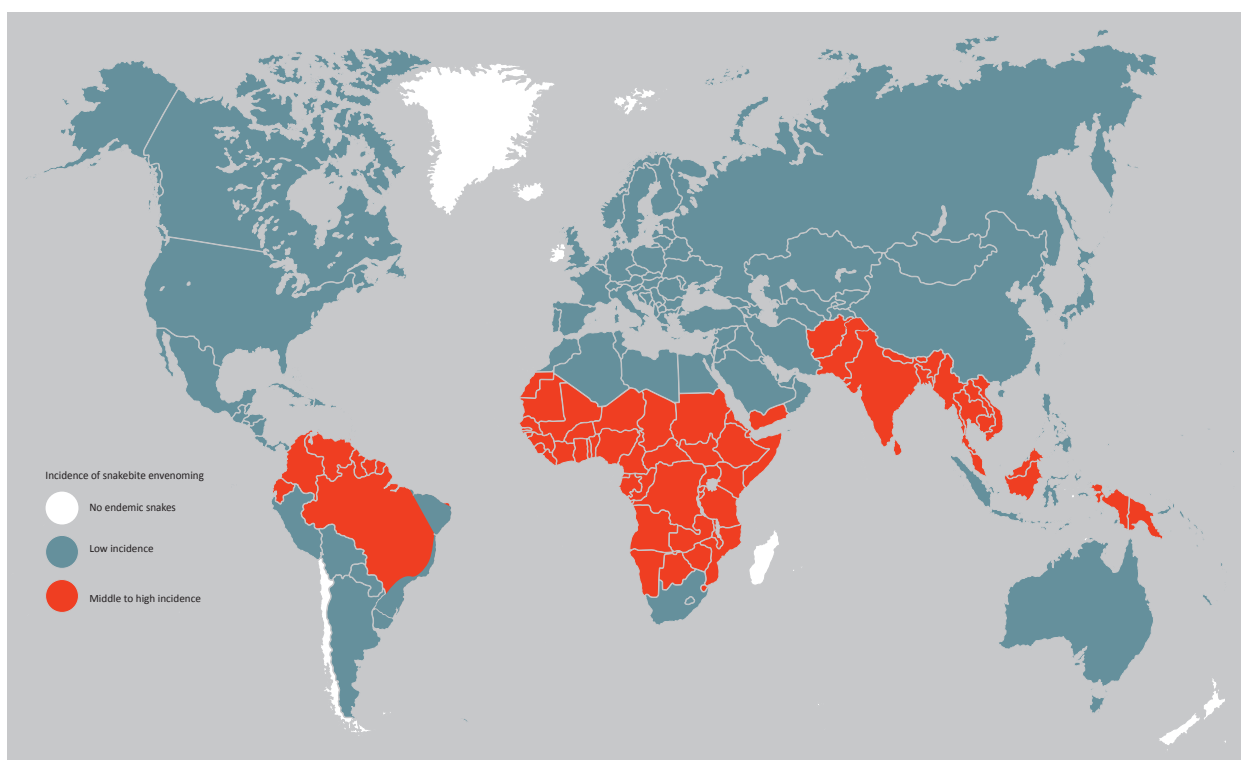 Incidence of snakebite envenoming
No endemic snakes
Low incidence
Middle to high incidence